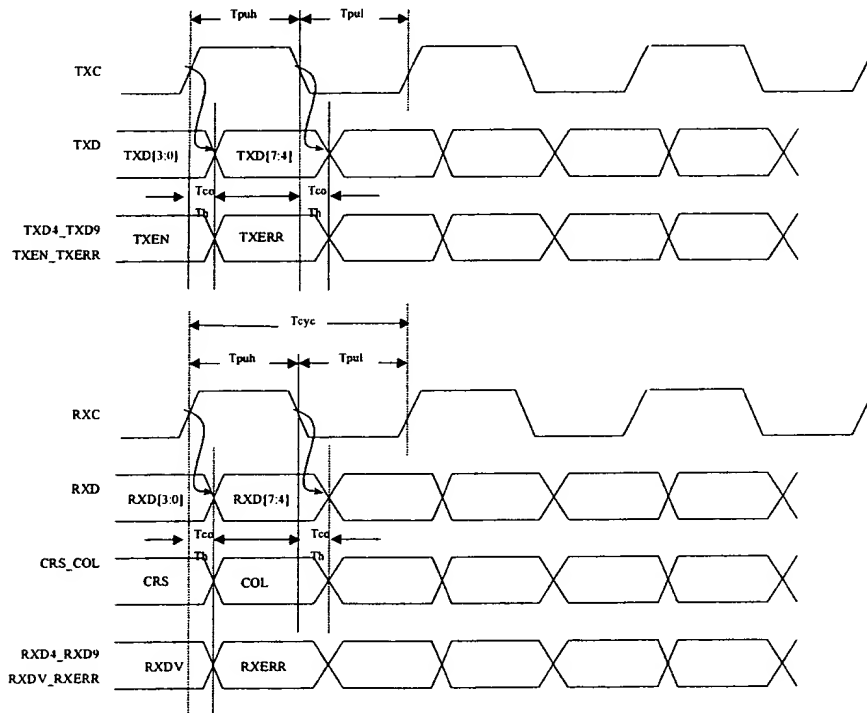 Tpuh
Tpul
TXC
TXD
TXD[3:0]
TXD[7:4]
Tco
Tco
Th
Th
TXD4_TXD9
TXEN_TXERR
TXEN
TXERR
Tcyc
Tpuh
Tpul
RXC
RXD
RXD[3:0]
RXD[7:4]
Tco
Tco
Th
Th
CRS_COL
CRS
COL
RXD4_RXD9
RXDV_RXERR
RXDV
RXERR